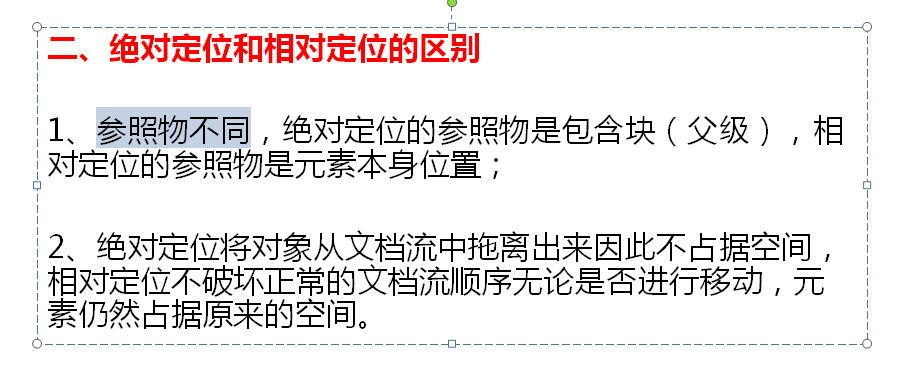 二、绝对定位和相对定位的区别
1、参照物不同，绝对定位的参照物是包含块（父级），相
对定位的参照物是元素本身位置；
2、绝对定位将对象从文档流中拖离出来因此不占据空间，
相对定位不破坏正常的文档流顺序无论是否进行移动，元
素仍然占据原来的空间。